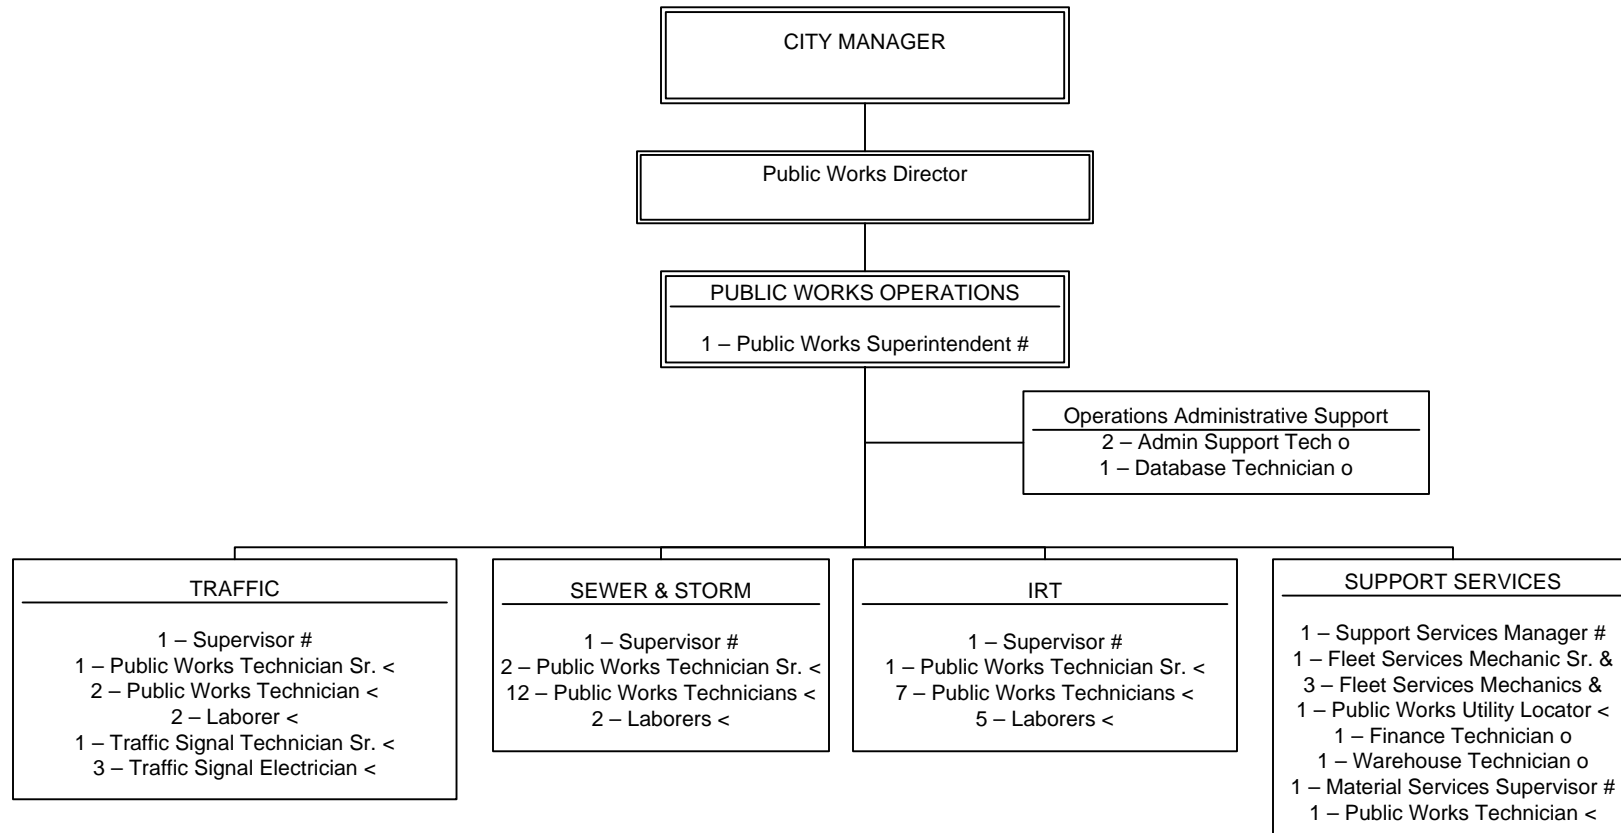 CITY MANAGER
Public Works Director
PUBLIC WORKS OPERATIONS
1 – Public Works Superintendent #
Operations Administrative Support
2 – Admin Support Tech o
1 – Database Technician o
TRAFFIC
1 – Supervisor #
1 – Public Works Technician Sr. <
2 – Public Works Technician <
2 – Laborer <
1 – Traffic Signal Technician Sr. <
3 – Traffic Signal Electrician <
SEWER & STORM
1 – Supervisor #
2 – Public Works Technician Sr. <
12 – Public Works Technicians <
2 – Laborers <
IRT
1 – Supervisor #
1 – Public Works Technician Sr. <
7 – Public Works Technicians <
5 – Laborers <
SUPPORT SERVICES
1 – Support Services Manager #
1 – Fleet Services Mechanic Sr. &
3 – Fleet Services Mechanics &
1 – Public Works Utility Locator <
1 – Finance Technician o
1 – Warehouse Technician o
1 – Material Services Supervisor #
1 – Public Works Technician <